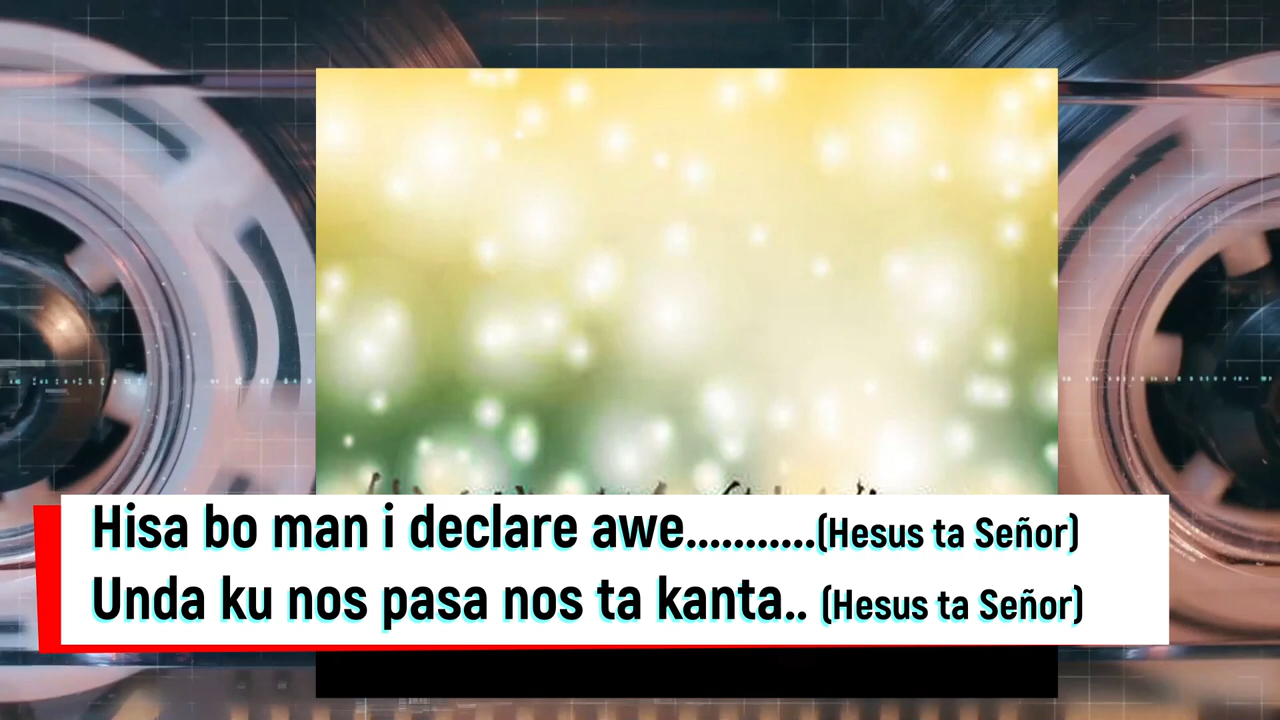 Hisa bo man i declare awe...........(Hesus ta Señor)
Unda ku nos pasa nos ta kanta.. (Hesus ta Señor)